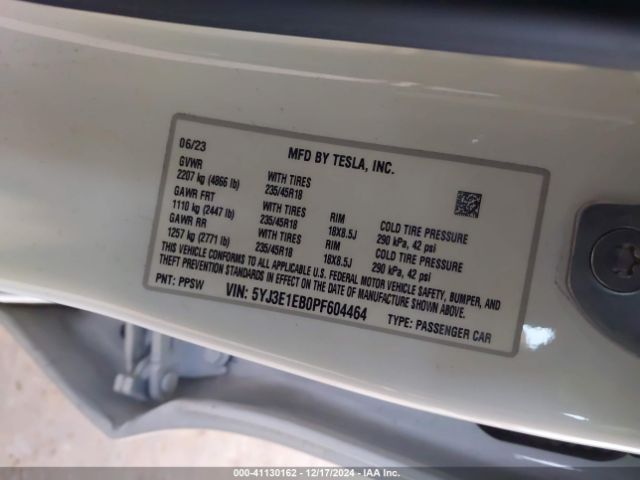 06/23 MFD BY TESLA, INC.
GVWR
2207 kg (4866 lb) WITH TIRES
GAWR FRT 235/45R18
1110 kg (2447 lb) WITH TIRES RIM COLD TIRE PRESSURE
GAWR RR 235/45R18 18X8.5J 290 kPa, 42 psi
1257 kg (2771 lb) WITH TIRES RIM COLD TIRE PRESSURE
235/45R18 18X8.5J 290 kPa, 42 psi
THIS VEHICLE CONFORMS TO ALL APPLICABLE U.S. FEDERAL MOTOR VEHICLE SAFETY, BUMPER, AND
THEFT PREVENTION STANDARDS IN EFFECT ON THE DATE OF MANUFACTURE SHOWN ABOVE.
PNT: PPSW VIN: 5YJ3E1EB0PF604464 TYPE: PASSENGER CAR
000-41130162 - 12/17/2024 - IAA Inc.